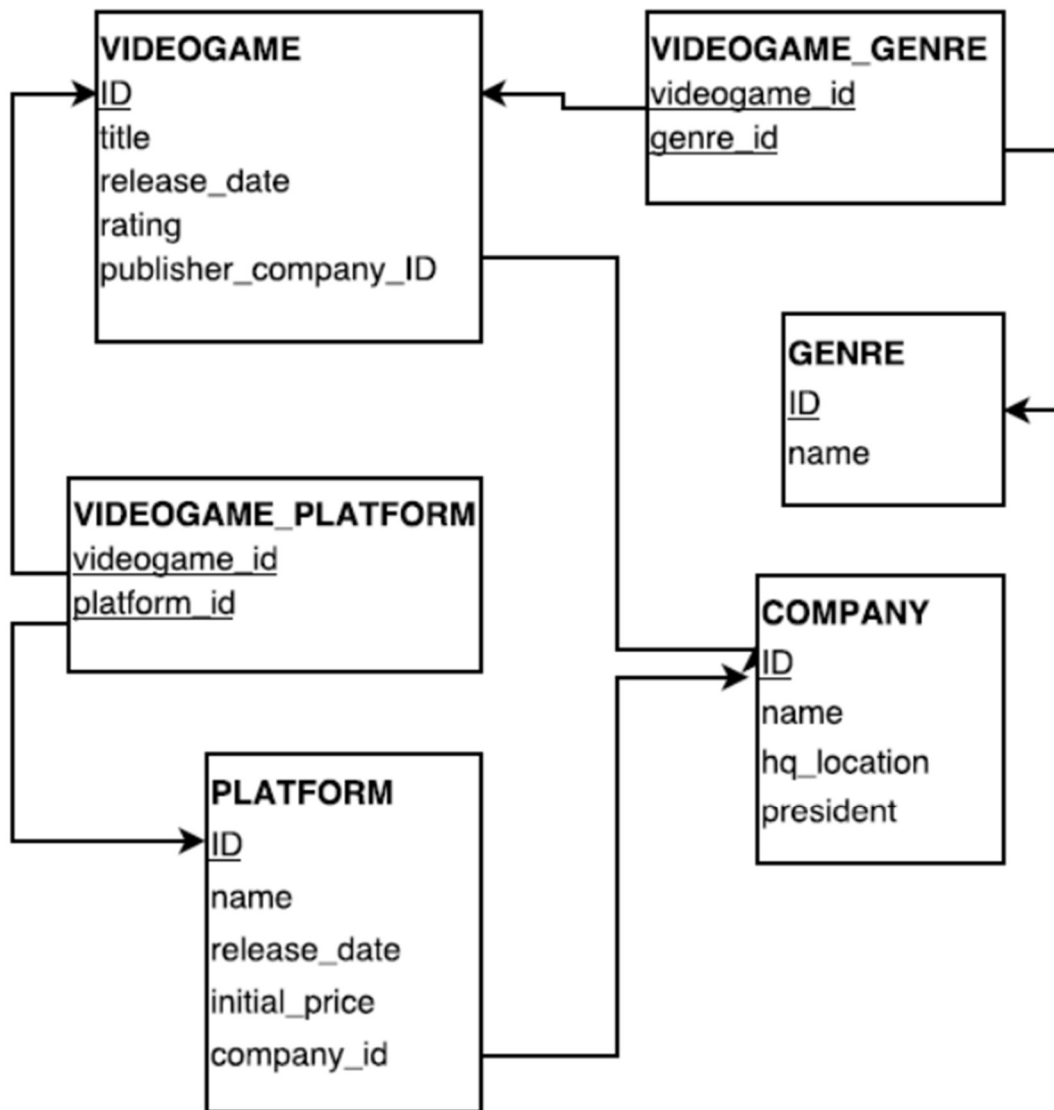 VIDEOGAME
ID
title
release_date
rating
publisher_company_ID
VIDEOGAME_GENRE
videogame_id
genre_id
GENRE
ID
name
VIDEOGAME_PLATFORM
videogame_id
platform_id
COMPANY
ID
name
hq_location
president
PLATFORM
ID
name
release_date
initial_price
company_id